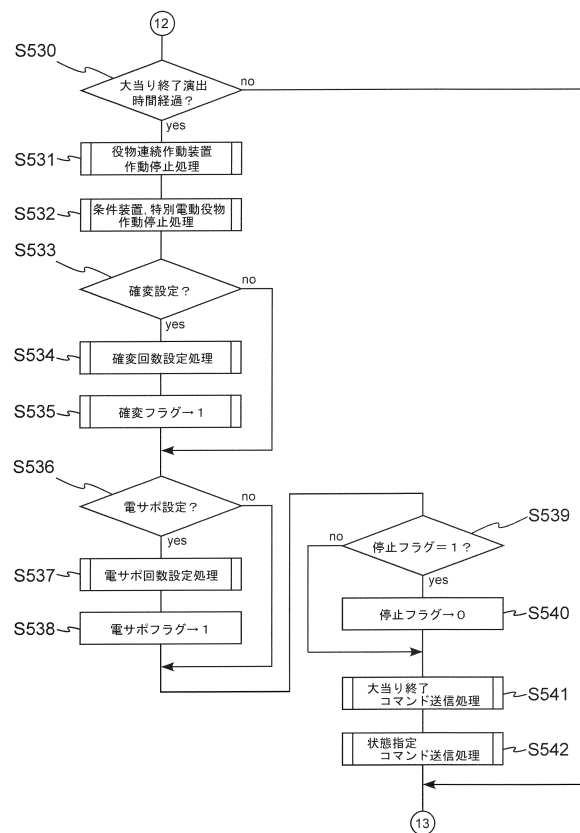 12
S530
大当り終了演出
時間経過?
no
yes
S531
役物連続作動装置
作動停止処理
S532
条件装置,特別電動役物
作動停止処理
S533
確変設定?
no
yes
S534
確変回数設定処理
S535
確変フラグ→1
S536
電サポ設定?
no
yes
S537
電サポ回数設定処理
S538
電サポフラグ→1
S539
停止フラグ=1?
no
yes
S540
停止フラグ→0
S541
大当り終了
コマンド送信処理
S542
状態指定
コマンド送信処理
13